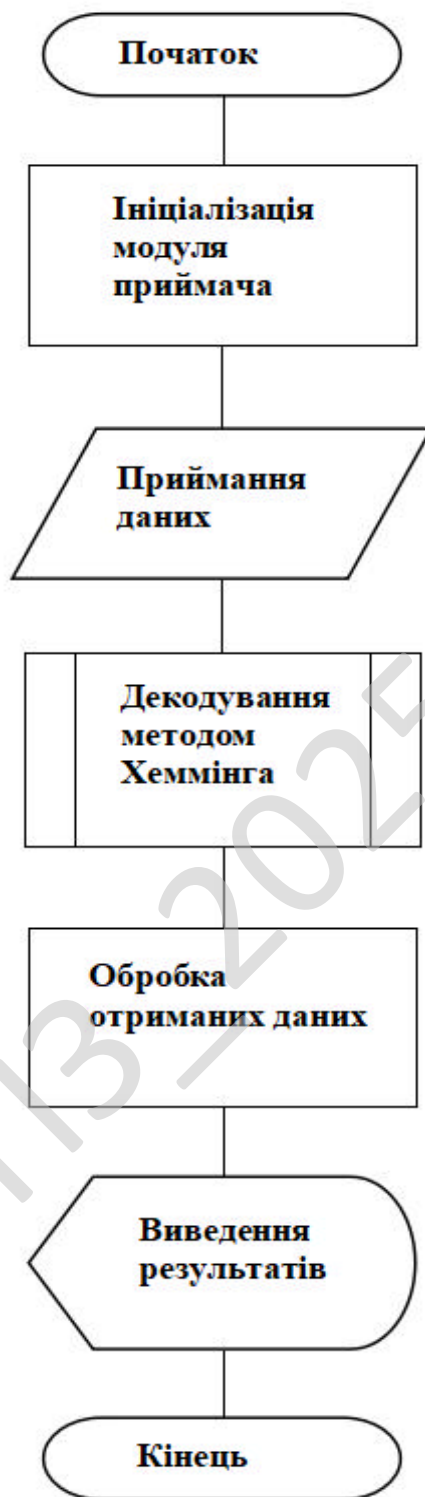 Початок
Ініціалізація
модуля
приймача
Приймання
даних
Декодування
методом
Хеммінга
Обробка
отриманих даних
Виведення
результатів
Кінець